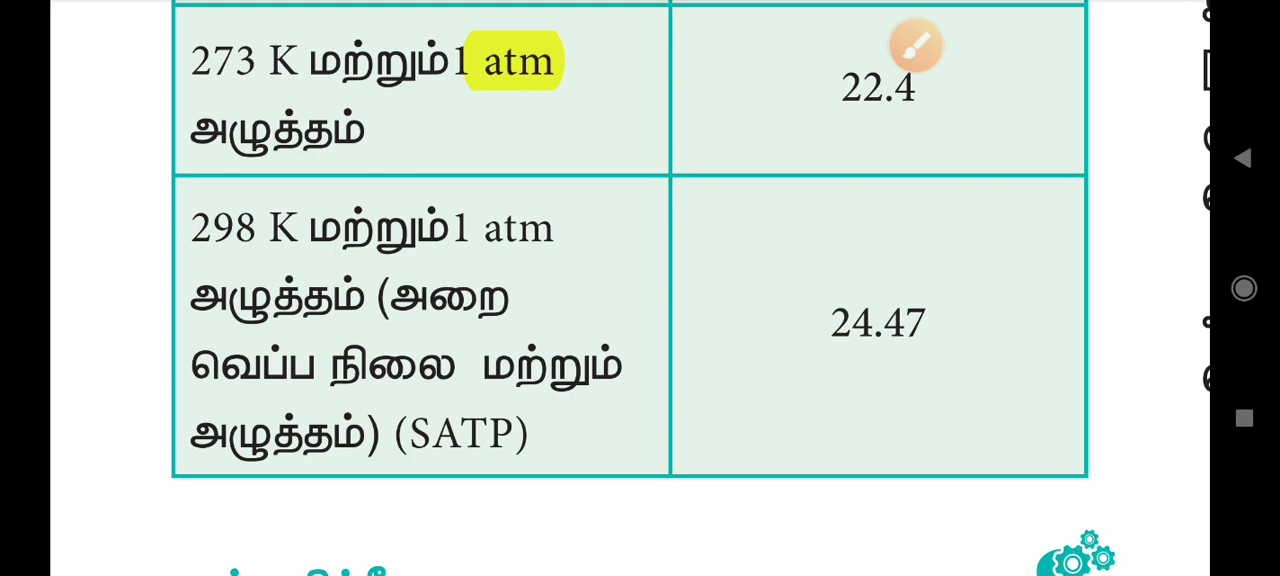 273 K மற்றும்1 atm
அழுத்தம்
22.4
298 K மற்றும்1 atm
அழுத்தம் (அறை
வெப்ப நிலை மற்றும்
அழுத்தம்) (SATP)
24.47